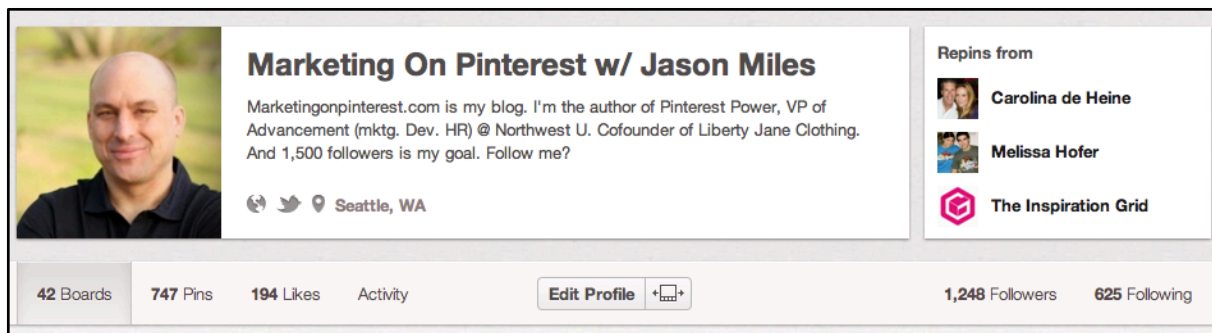 Marketing On Pinterest w/ Jason Miles
Marketingonpinterest.com is my blog. I'm the author of Pinterest Power, VP of
Advancement (mktg. Dev. HR) @ Northwest U. Cofounder of Liberty Jane Clothing.
And 1,500 followers is my goal. Follow me?
Seattle, WA
Repins from
Carolina de Heine
Melissa Hofer
The Inspiration Grid
42 Boards 747 Pins 194 Likes Activity Edit Profile 1,248 Followers 625 Following